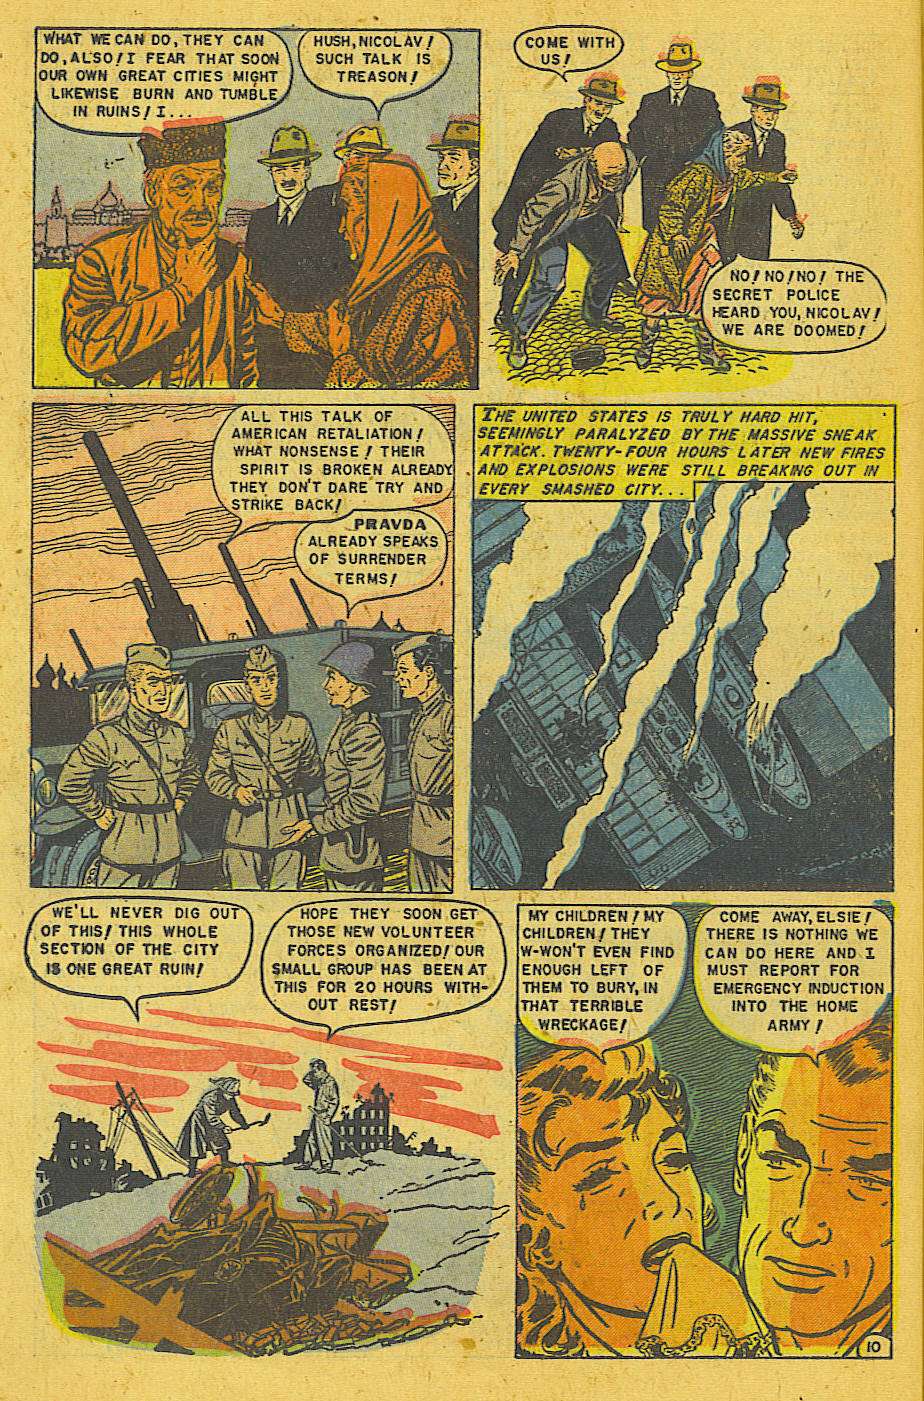 WHAT WE CAN DO, THEY CAN
DO, ALSO! I FEAR THAT SOON
OUR OWN GREAT CITIES MIGHT
LIKEWISE BURN AND TUMBLE
IN RUINS! I...
HUSH, NICOLAV!
SUCH TALK IS
TREASON!
COME WITH
US!
NO! NO! NO! THE
SECRET POLICE
HEARD YOU, NICOLAV!
WE ARE DOOMED!
ALL THIS TALK OF
AMERICAN RETALIATION!
WHAT NONSENSE! THEIR
SPIRIT IS BROKEN ALREADY
THEY DON'T DARE TRY AND
STRIKE BACK!
PRAVDA
ALREADY SPEAKS
OF SURRENDER
TERMS!
THE UNITED STATES IS TRULY HARD HIT,
SEEMINGLY PARALYZED BY THE MASSIVE SNEAK
ATTACK. TWENTY-FOUR HOURS LATER NEW FIRES
AND EXPLOSIONS WERE STILL BREAKING OUT IN
EVERY SMASHED CITY...
WE'LL NEVER DIG OUT
OF THIS! THIS WHOLE
SECTION OF THE CITY
IS ONE GREAT RUIN!
HOPE THEY SOON GET
THOSE NEW VOLUNTEER
FORCES ORGANIZED! OUR
SMALL GROUP HAS BEEN AT
THIS FOR 20 HOURS WITH-
OUT REST!
MY CHILDREN! MY
CHILDREN! THEY
W-WON'T EVEN FIND
ENOUGH LEFT OF
THEM TO BURY, IN
THAT TERRIBLE
WRECKAGE!
COME AWAY, ELSIE!
THERE IS NOTHING WE
CAN DO HERE AND I
MUST REPORT FOR
EMERGENCY INDUCTION
INTO THE HOME
ARMY!
10